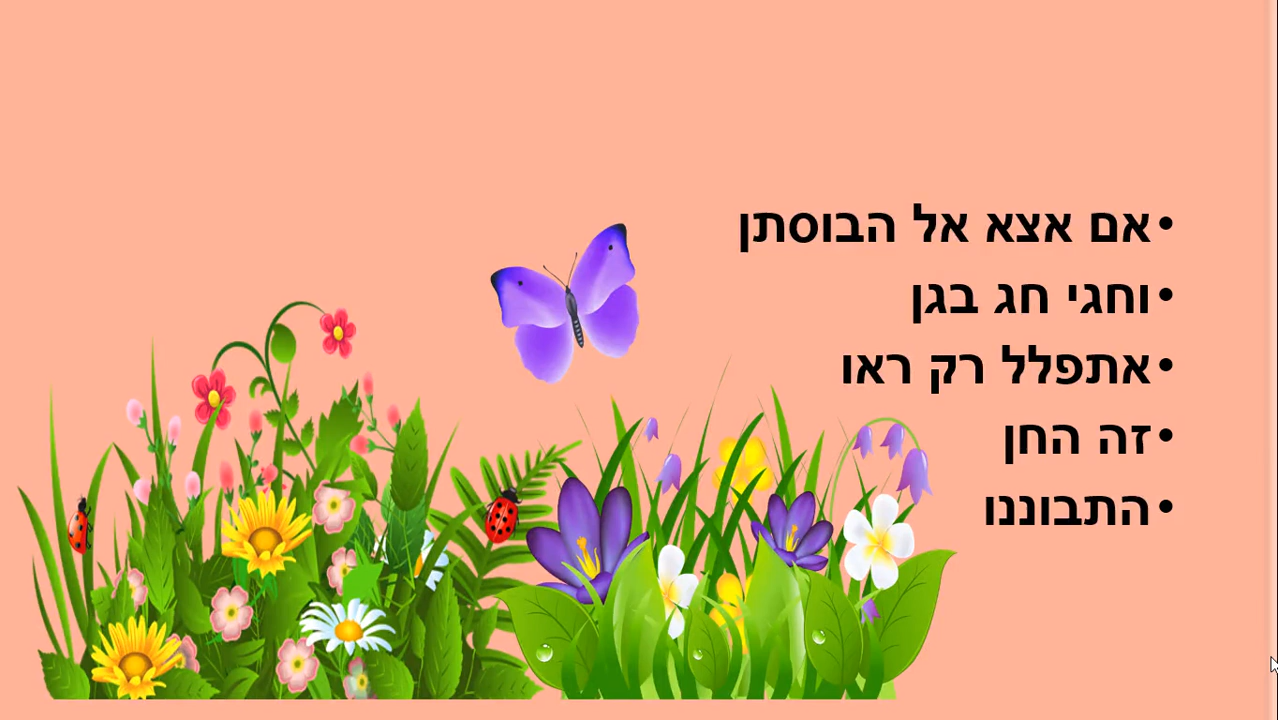 •אם אצא אל הבוסתן
•וחגי חג בגן
•אתפלל רק ראו
•זה החן
•התבוננו